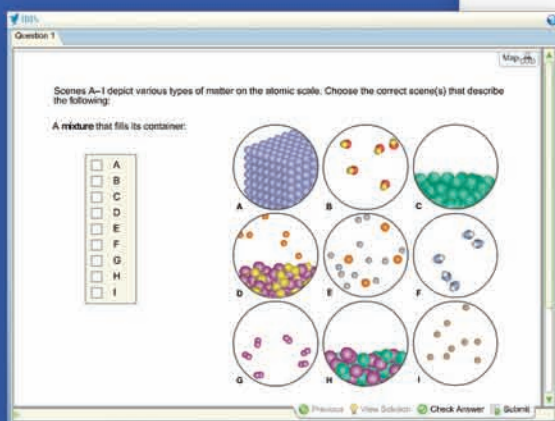 Question 1
Map
Scenes A–I depict various types of matter on the atomic scale. Choose the correct scene(s) that describe
the following:
A mixture that fills its container:
A
B
C
D
E
F
G
H
I
A
B
C
D
E
F
G
H
I
Previous View Solution Check Answer Submit